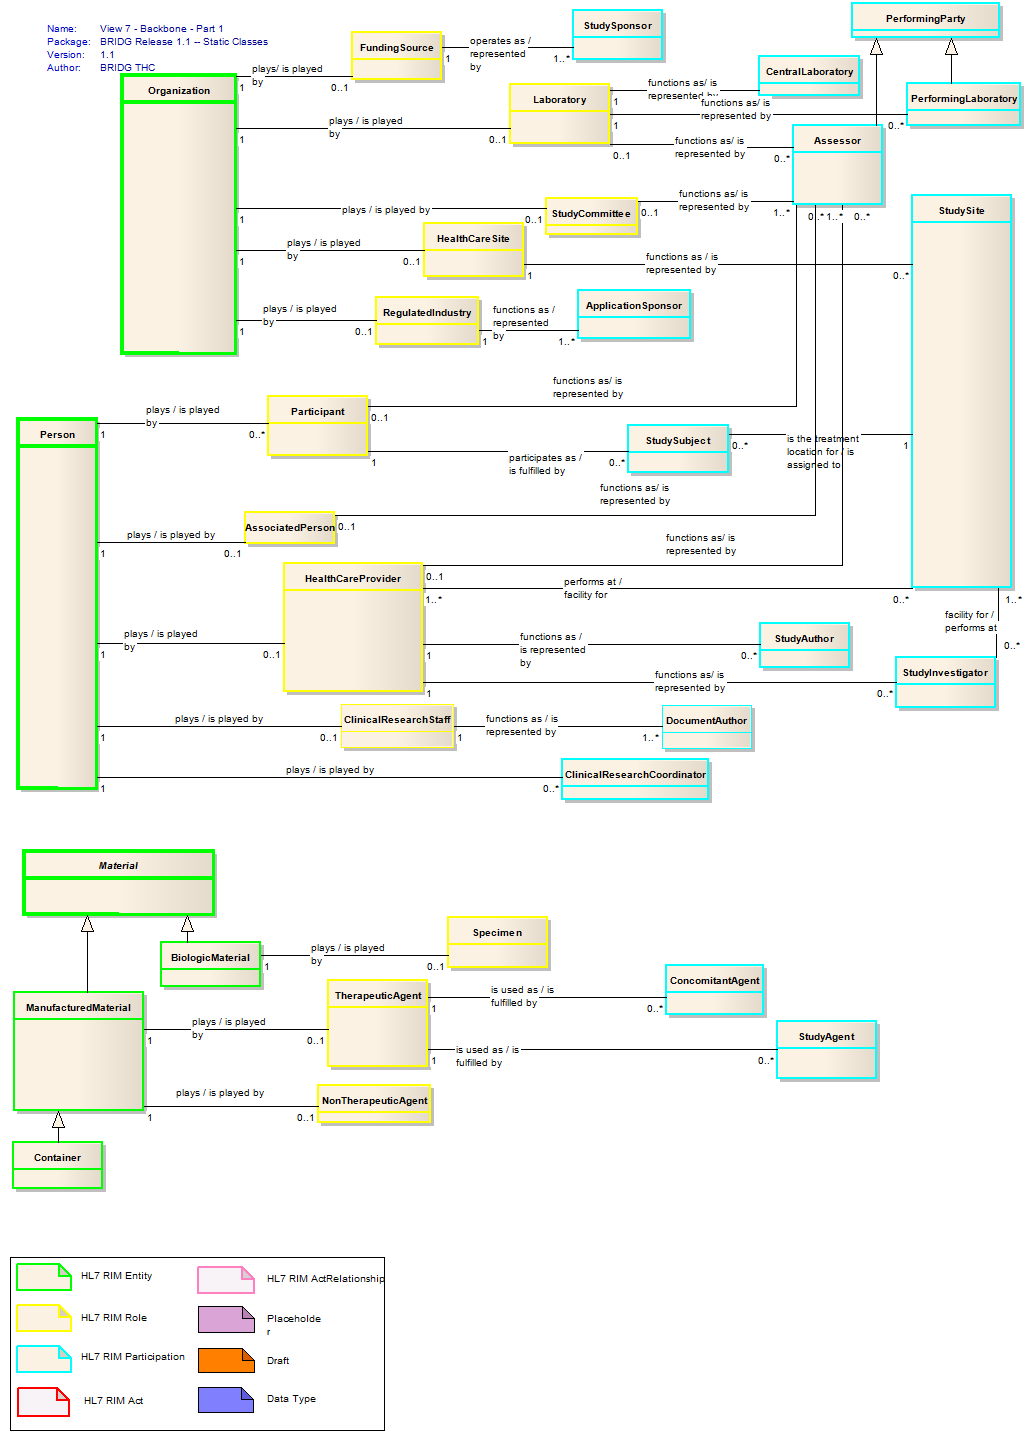 Name: View 7 - Backbone - Part 1
Package: BRIDG Release 1.1 -- Static Classes
Version: 1.1
Author: BRIDG THC
StudySponsor
PerformingParty
FundingSource
operates as /
represented
by
1
1..*
plays/ is played
by
1
0..1
Organization
CentralLaboratory
functions as/ is
represented by
Laboratory
1
functions as/ is
represented by
PerformingLaboratory
1
0..*
plays / is played
by
1
0..1
functions as/ is
represented by
0..1
0..*
Assessor
functions as/ is
represented by
StudyCommittee
0..1
1..*
0..*
1..*
0..*
plays / is played by
1
0..1
StudySite
HealthCareSite
plays / is played
by
1
0..1
functions as / is
represented by
1
0..*
plays / is played
by
1
0..1
RegulatedIndustry
functions as /
represented
by
1
1..*
ApplicationSponsor
functions as/ is
represented by
Participant
0..1
plays / is played
by
1
0..*
Person
StudySubject
0..*
is the treatment
location for / is
assigned to
1
participates as /
is fulfilled by
1
0..*
functions as/ is
represented by
AssociatedPerson
0..1
plays / is played by
1
0..1
functions as/ is
represented by
HealthCareProvider
0..1
performs at /
facility for
1..*
0..*
1..*
facility for /
performs at
0..*
plays / is played
by
1
0..1
functions as /
is represented
by
1
0..*
StudyAuthor
StudyInvestigator
functions as/ is
represented by
1
0..*
plays / is played by
1
0..1
ClinicalResearchStaff
functions as / is
represented by
1
1..*
DocumentAuthor
plays / is played by
1
0..*
ClinicalResearchCoordinator
Material
Specimen
BiologicMaterial
plays / is played
by
1
0..1
ConcomitantAgent
TherapeuticAgent
is used as / is
fulfilled by
1
0..*
ManufacturedMaterial
plays / is played
by
1
0..1
StudyAgent
is used as / is
fulfilled by
1
0..*
plays / is played by
1
0..1
NonTherapeuticAgent
Container
HL7 RIM Entity
HL7 RIM ActRelationship
HL7 RIM Role
Placeholde
r
HL7 RIM Participation
Draft
HL7 RIM Act
Data Type